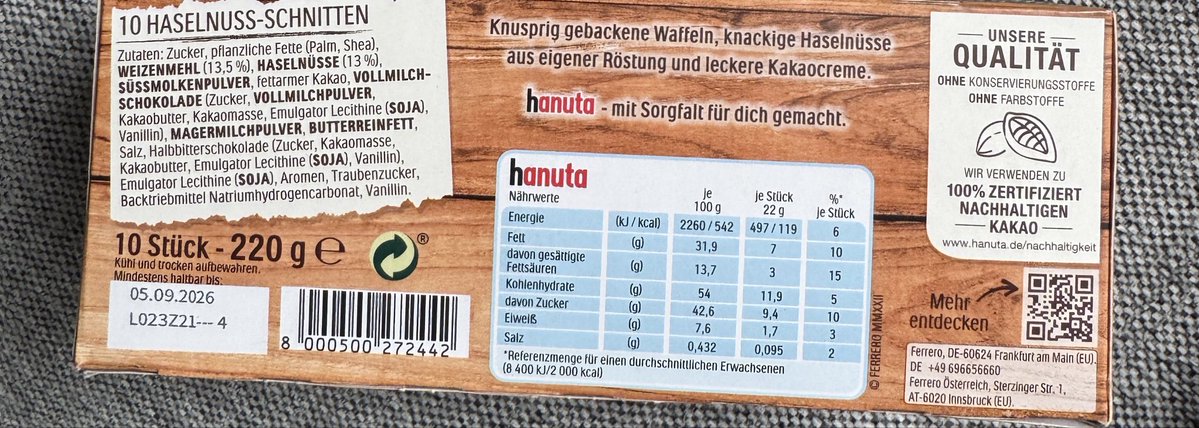 10 HASELNUSS-SCHNITTEN
Zutaten: Zucker, pflanzliche Fette (Palm, Shea),
WEIZENMEHL (13,5 %), HASELNÜSSE (13 %),
SÜSSMOLKENPULVER, fettarmer Kakao, VOLLMILCH-
SCHOKOLADE (Zucker, VOLLMILCHPULVER,
Kakaobutter, Kakaomasse, Emulgator Lecithine (SOJA),
Vanillin), MAGERMILCHPULVER, BUTTERREINFETT,
Salz, Halbbitterschokolade (Zucker, Kakaomasse,
Kakaobutter, Emulgator Lecithine (SOJA), Vanillin),
Emulgator Lecithine (SOJA), Aromen, Traubenzucker,
Backtriebmittel Natriumhydrogencarbonat, Vanillin.
10 Stück - 220 g ℮
Kühl und trocken aufbewahren.
Mindestens haltbar bis:
05.09.2026
L023Z21--- 4
8 000500 272442
Knusprig gebackene Waffeln, knackige Haselnüsse
aus eigener Röstung und leckere Kakaocreme.
hanuta - mit Sorgfalt für dich gemacht.
hanuta
Nährwerte je 100 g je Stück 22 g %* je Stück
Energie (kJ / kcal) 2260 / 542 497 / 119 6
Fett (g) 31,9 7 10
davon gesättigte Fettsäuren (g) 13,7 3 15
Kohlenhydrate (g) 54 11,9 5
davon Zucker (g) 42,6 9,4 10
Eiweiß (g) 7,6 1,7 3
Salz (g) 0,432 0,095 2
*Referenzmenge für einen durchschnittlichen Erwachsenen
(8 400 kJ/2 000 kcal)
© FERRERO MMXXII
UNSERE
QUALITÄT
OHNE KONSERVIERUNGSSTOFFE
OHNE FARBSTOFFE
WIR VERWENDEN ZU
100% ZERTIFIZIERT
NACHHALTIGEN
KAKAO
www.hanuta.de/nachhaltigkeit
Mehr
entdecken
Ferrero, DE-60624 Frankfurt am Main (EU).
DE +49 696656660
Ferrero Österreich, Sterzinger Str. 1,
AT-6020 Innsbruck (EU).